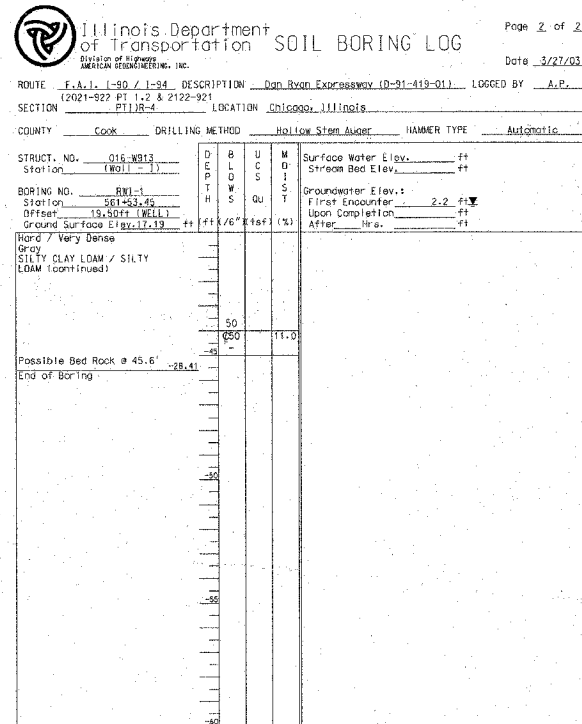 Illinois Department
of Transportation
Division of Highways
AMERICAN GEOENGINEERING, INC.
SOIL BORING LOG
Page 2 of 2
Date 3/27/03
ROUTE F.A.I. I-90 / I-94 DESCRIPTION Dan Ryan Expressway (D-91-419-01) LOGGED BY A.P.
(2021-922 PT 1,2 & 2122-921
SECTION PT1)R-4 LOCATION Chicago, Illinois
COUNTY Cook DRILLING METHOD Hollow Stem Auger HAMMER TYPE Automatic
STRUCT. NO. 016-W913
Station (Wall - 1)
BORING NO. RW1-1
Station 561+53.45
Offset 19.50ft (WELL)
Ground Surface Elev. 17.19 ft
DEPTH (ft)
BLOWS (/6")
UCS Qu (tsf)
MOIST (%)
Surface Water Elev. ft
Stream Bed Elev. ft
Groundwater Elev.:
First Encounter 2.2 ft
Upon Completion ft
After Hrs. ft
Hard / Very Dense
Gray
SILTY CLAY LOAM / SILTY
LOAM (continued)
50
11.0
-45
Possible Bed Rock @ 45.6'
-28.41
End of Boring
-50
-55
-60